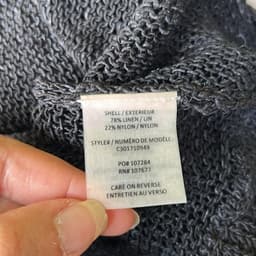 SHELL / EXTERIEUR
78% LINEN / LIN
22% NYLON / NYLON
STYLE# / NUMÉRO DE MODÈLE:
C301710949
PO# 107284
RN# 107677
CARE ON REVERSE
ENTRETIEN AU VERSO